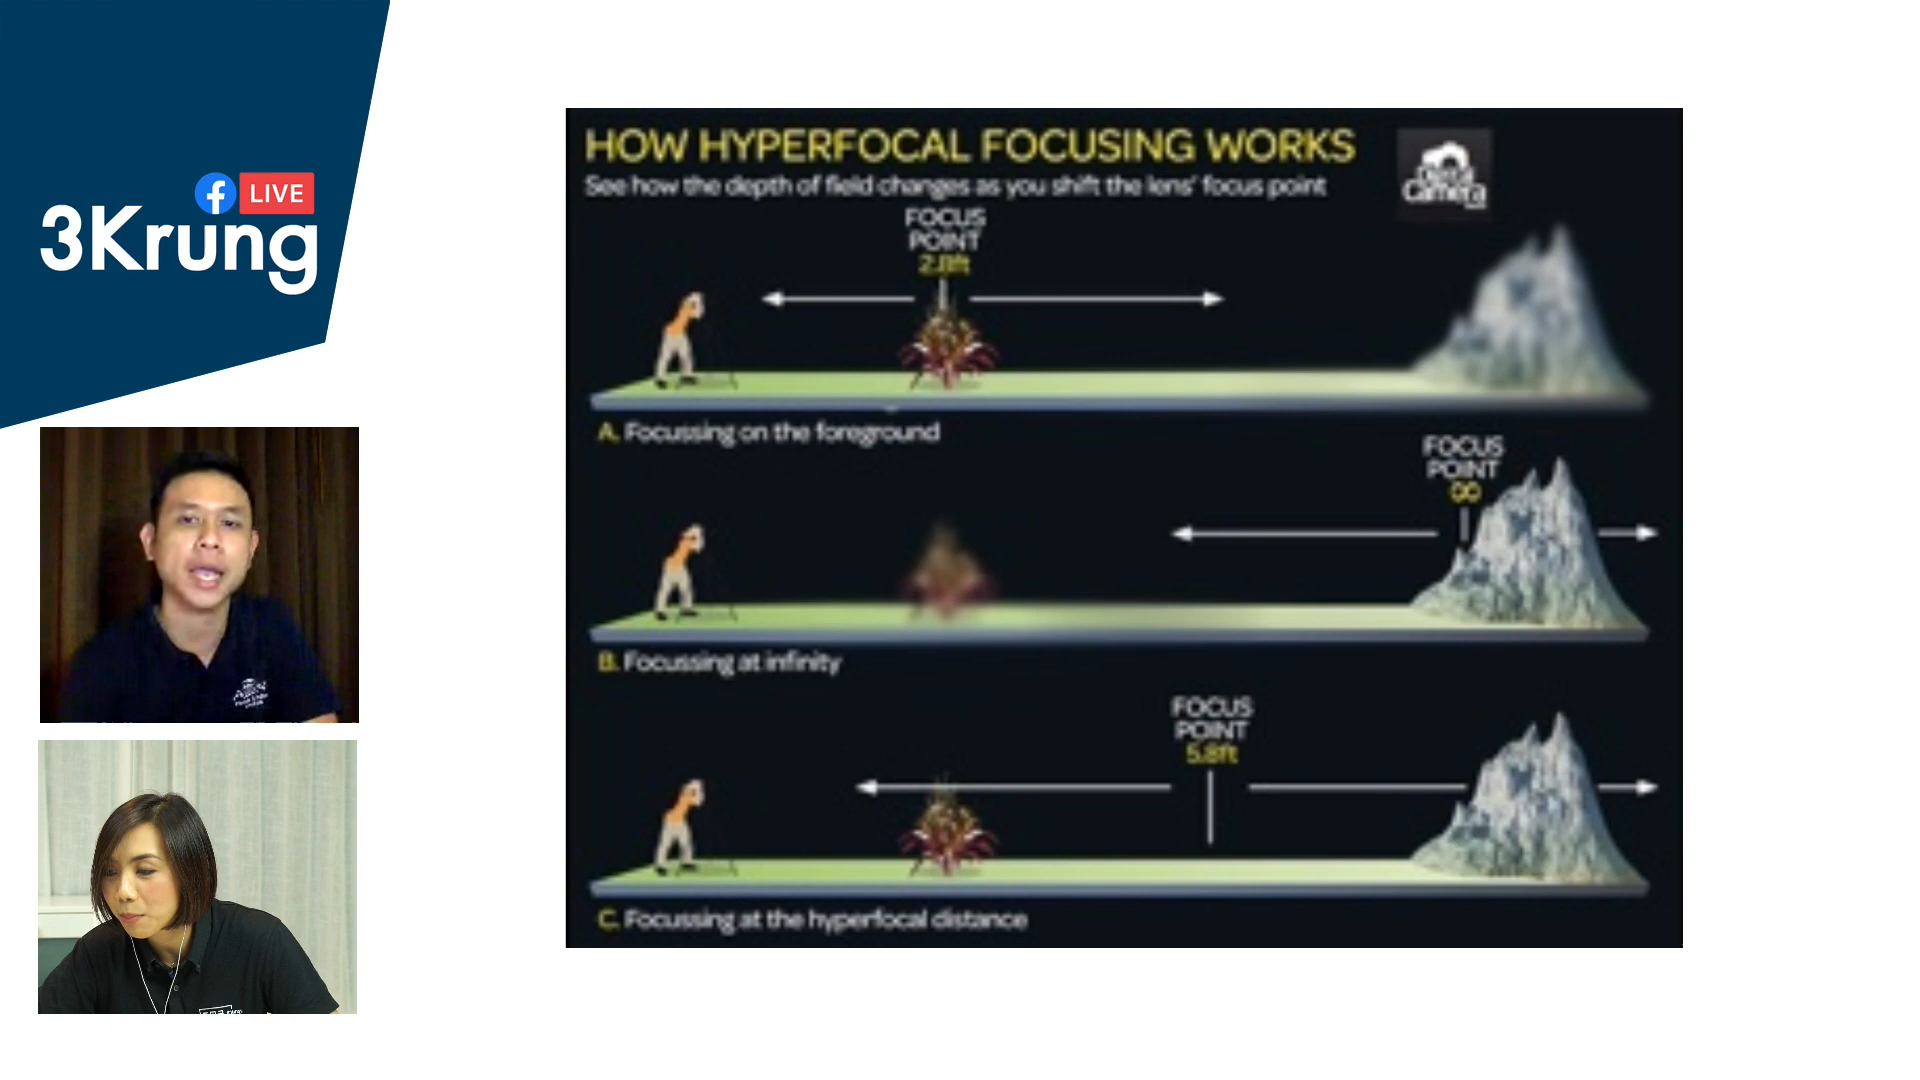 LIVE
3Krung
HOW HYPERFOCAL FOCUSING WORKS
See how the depth of field changes as you shift the lens' focus point
Camera
FOCUS
POINT
2.8ft
A. Focussing on the foreground
FOCUS
POINT
∞
B. Focussing at infinity
FOCUS
POINT
5.8ft
C. Focussing at the hyperfocal distance